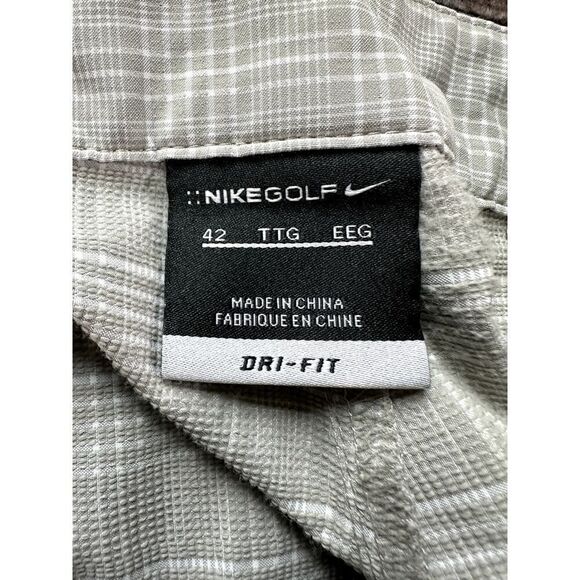 ::NIKEGOLF
42 TTG EEG
MADE IN CHINA
FABRIQUE EN CHINE
DRI-FIT